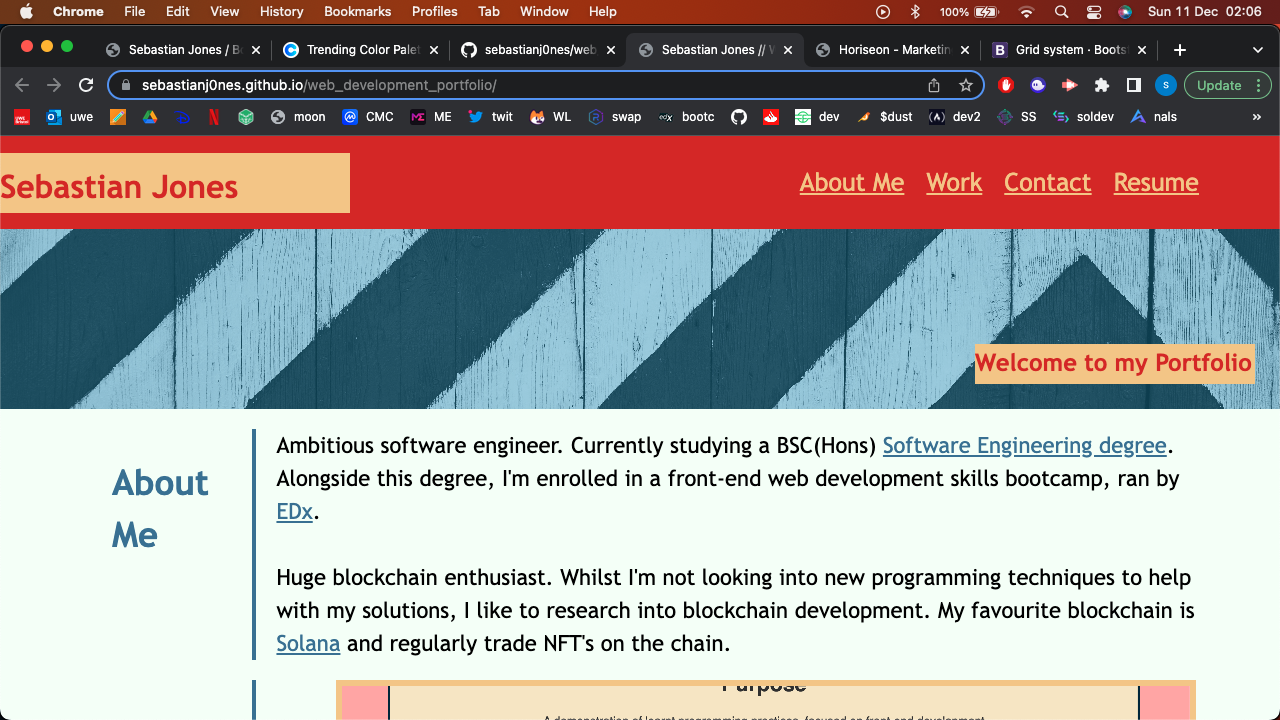 Chrome File Edit View History Bookmarks Profiles Tab Window Help 100% Sun 11 Dec 02:06
Sebastian Jones / B Trending Color Palet sebastianj0nes/web Sebastian Jones // W Horiseon - Marketin Grid system · Boots
sebastianj0nes.github.io/web_development_portfolio/ S Update
uwe moon CMC ME twit WL swap edx bootc dev $dust dev2 SS soldev nals »
Sebastian Jones
About Me Work Contact Resume
Welcome to my Portfolio
About
Me
Ambitious software engineer. Currently studying a BSC(Hons) Software Engineering degree.
Alongside this degree, I'm enrolled in a front-end web development skills bootcamp, ran by
EDx.
Huge blockchain enthusiast. Whilst I'm not looking into new programming techniques to help
with my solutions, I like to research into blockchain development. My favourite blockchain is
Solana and regularly trade NFT's on the chain.
Purpose
A demonstration of learnt programming practices, focused on front end development